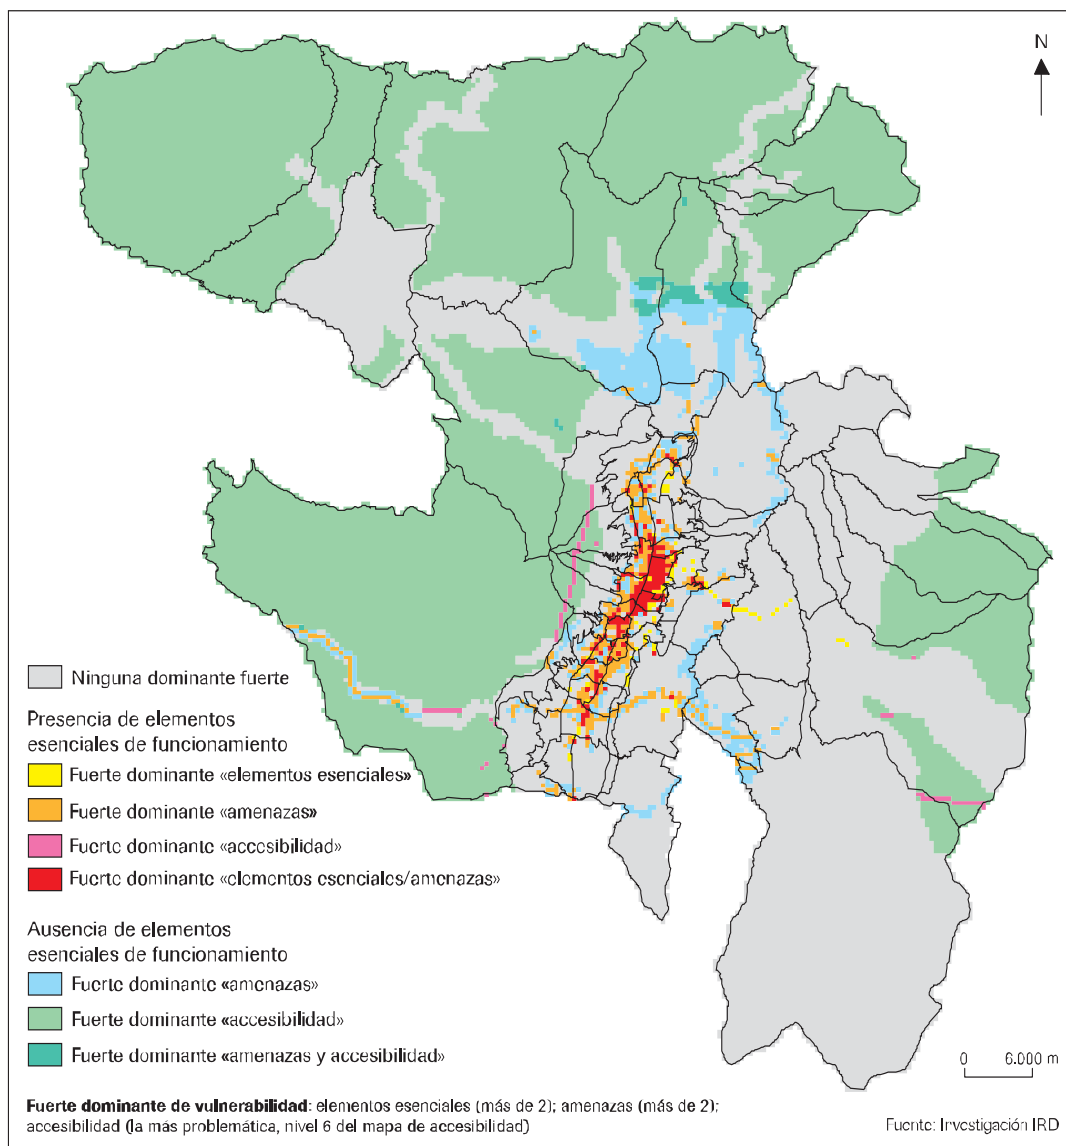 N
Ninguna dominante fuerte
Presencia de elementos
esenciales de funcionamiento
Fuerte dominante «elementos esenciales»
Fuerte dominante «amenazas»
Fuerte dominante «accesibilidad»
Fuerte dominante «elementos esenciales/amenazas»
Ausencia de elementos
esenciales de funcionamiento
Fuerte dominante «amenazas»
Fuerte dominante «accesibilidad»
Fuerte dominante «amenazas y accesibilidad»
0 6.000 m
Fuerte dominante de vulnerabilidad: elementos esenciales (más de 2); amenazas (más de 2);
accesibilidad (la más problemática, nivel 6 del mapa de accesibilidad)
Fuente: Investigación IRD